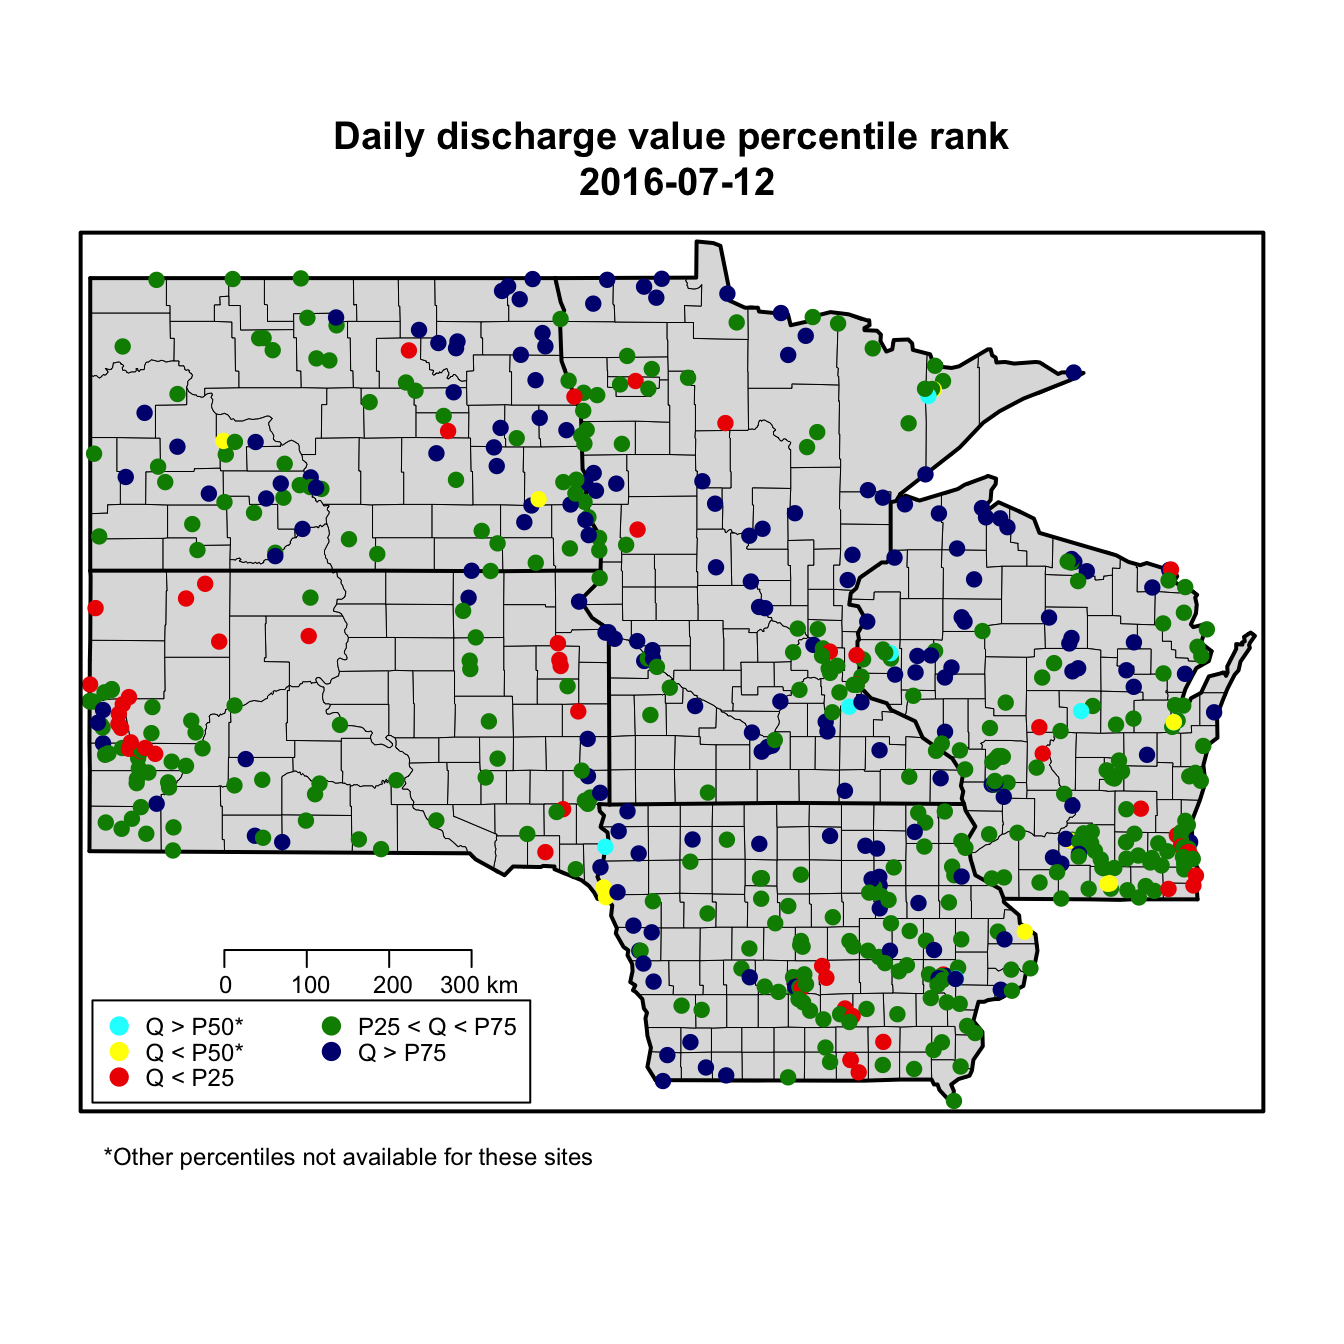 Daily discharge value percentile rank
2016-07-12
0 100 200 300 km
Q > P50* P25 < Q < P75
Q < P50* Q > P75
Q < P25
*Other percentiles not available for these sites